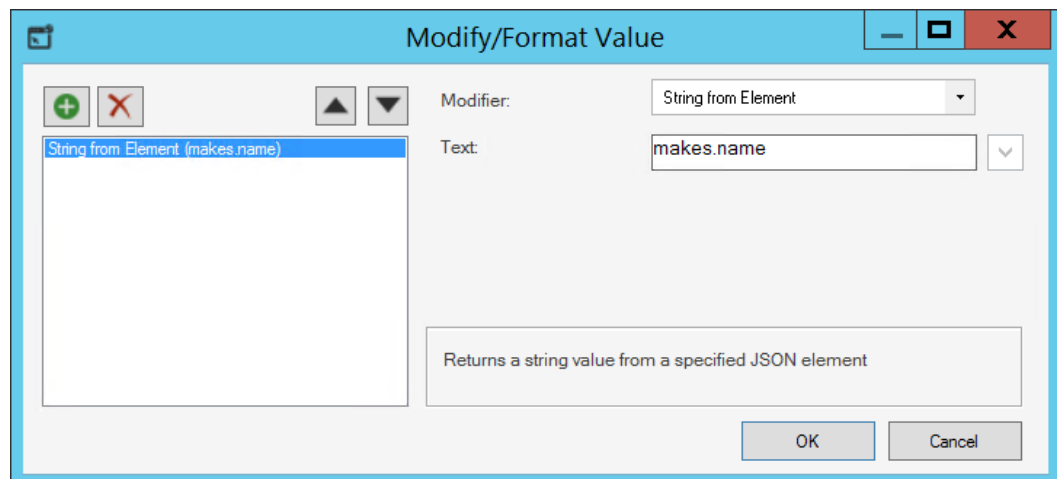 Modify/Format Value
X
Modifier:
String from Element
String from Element (makes.name)
Text:
makes.name
Returns a string value from a specified JSON element
OK
Cancel